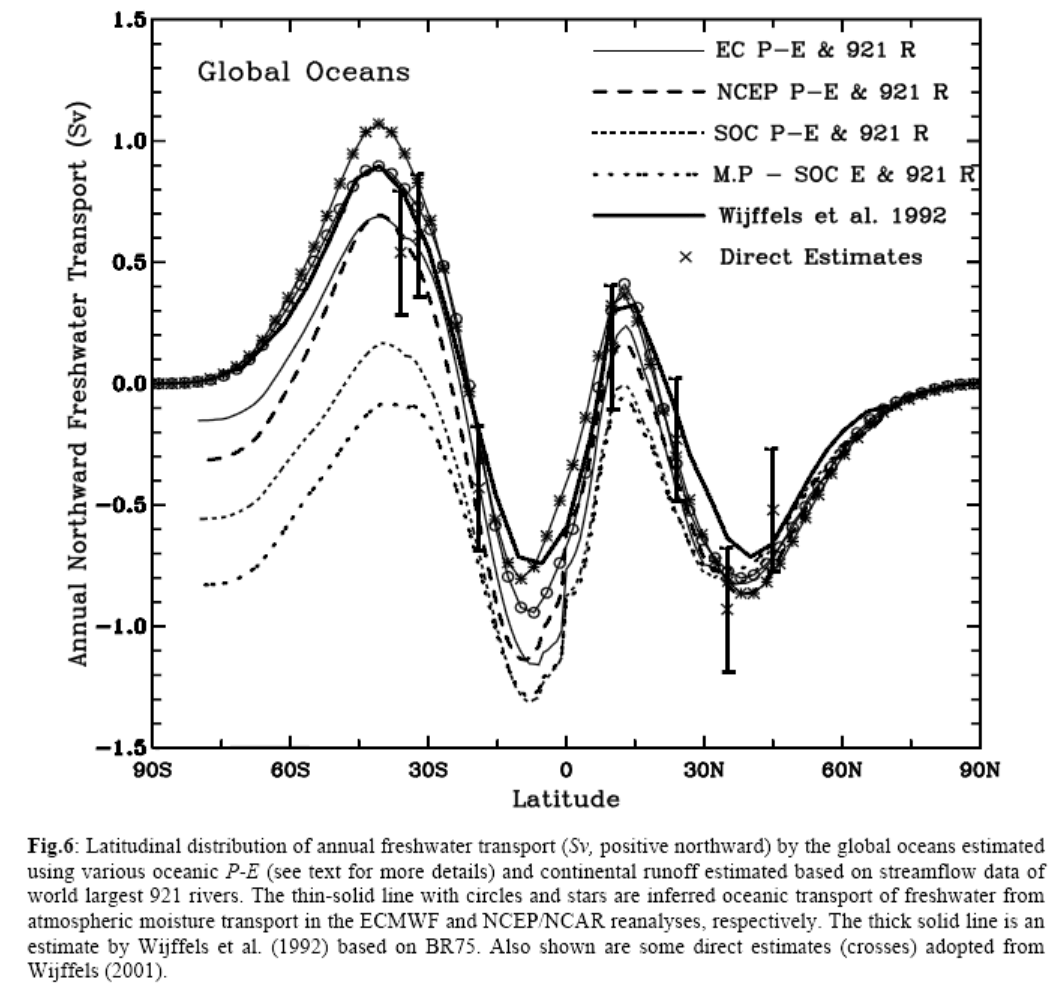 1.5
1.0
0.5
0.0
−0.5
−1.0
−1.5
Annual Northward Freshwater Transport (Sv)
Global Oceans
EC P−E & 921 R
NCEP P−E & 921 R
SOC P−E & 921 R
M.P − SOC E & 921 R
Wijffels et al. 1992
Direct Estimates
90S 60S 30S 0 30N 60N 90N
Latitude
Fig.6: Latitudinal distribution of annual freshwater transport (Sv, positive northward) by the global oceans estimated
using various oceanic P-E (see text for more details) and continental runoff estimated based on streamflow data of
world largest 921 rivers. The thin-solid line with circles and stars are inferred oceanic transport of freshwater from
atmospheric moisture transport in the ECMWF and NCEP/NCAR reanalyses, respectively. The thick solid line is an
estimate by Wijffels et al. (1992) based on BR75. Also shown are some direct estimates (crosses) adopted from
Wijffels (2001).